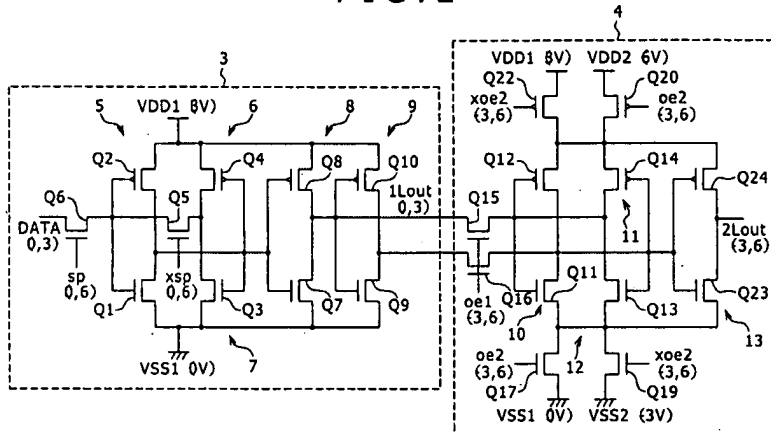 4
3
VDD1 8V) VDD2 6V)
Q22 Q20
xoe2 oe2
(3,6) (3,6)
5 VDD1 8V) 6 8 9
Q2 Q4 Q8 Q10 Q12 Q14 Q24
Q6 Q5 1Lout Q15
0,3)
DATA
0,3)
11
2Lout
(3,6)
sp xsp
0,6) 0,6)
oe1 Q16 Q11
(3,6)
Q1 Q3 Q7 Q9 Q13 Q23
10 13
7
12
VSS1 0V)
oe2 xoe2
(3,6) (3,6)
Q17 Q19
VSS1 0V) VSS2 (3V)